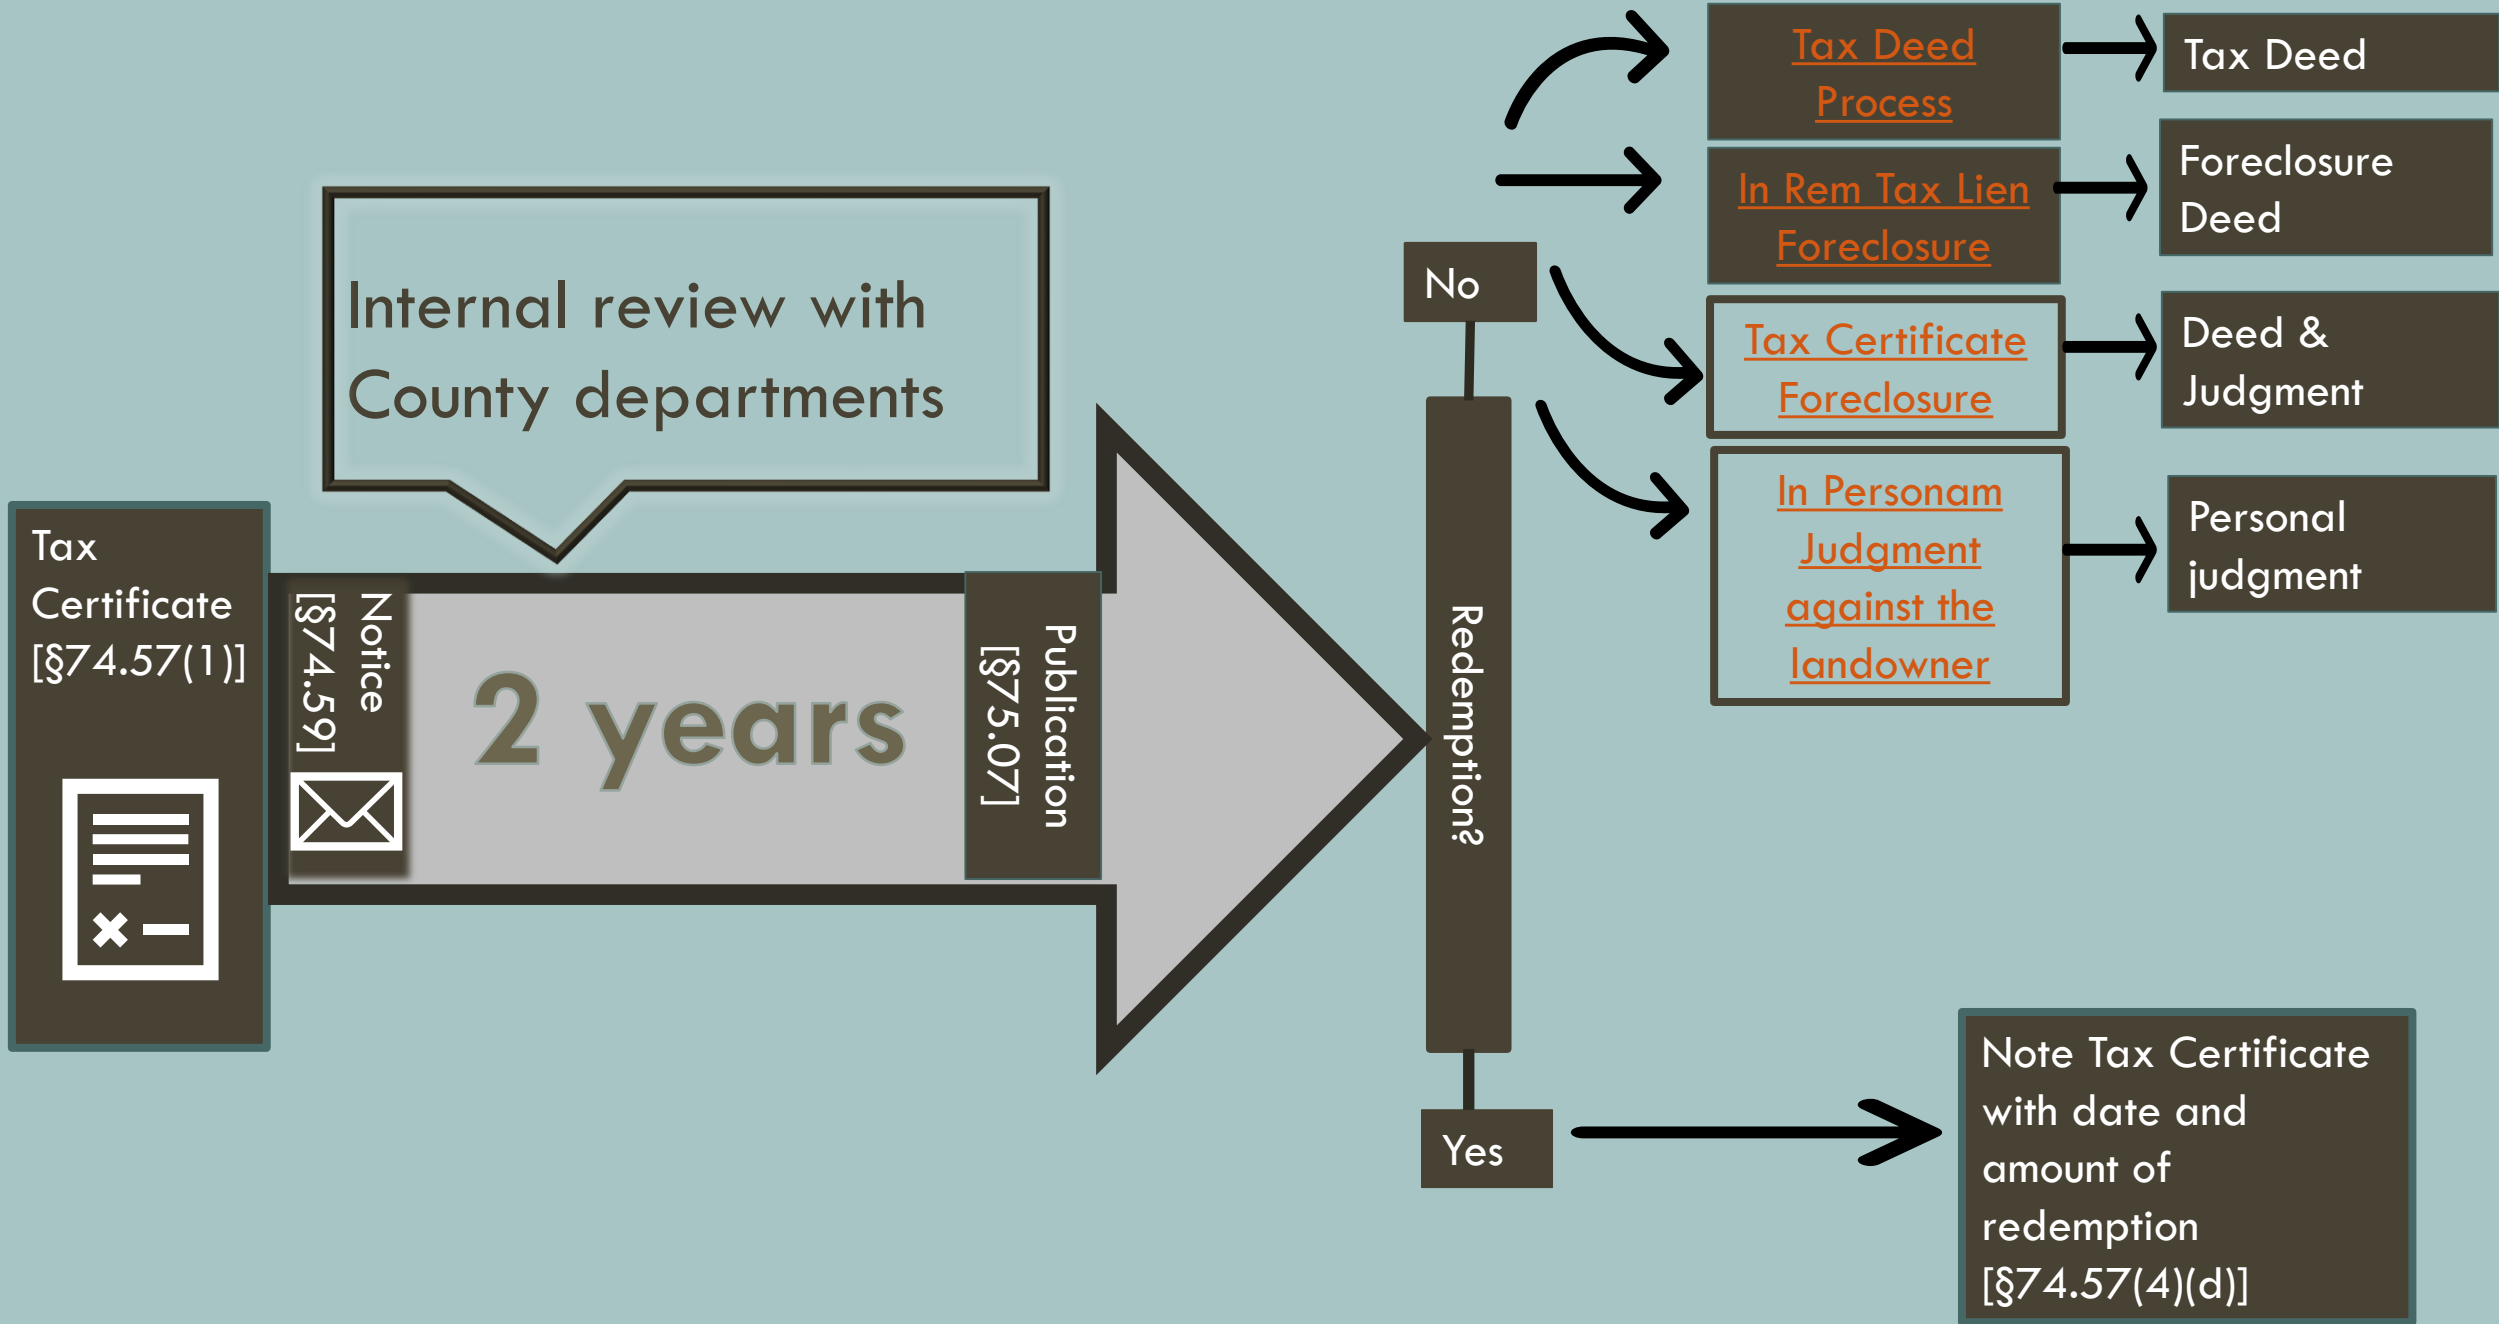 Tax
Certificate
[§74.57(1)]
Notice
[§74.59]
Internal review with
County departments
2 years
Publication
[§75.07]
Redemption?
No
Tax Deed
Process
Tax Deed
In Rem Tax Lien
Foreclosure
Foreclosure
Deed
Tax Certificate
Foreclosure
Deed &
Judgment
In Personam
Judgment
against the
landowner
Personal
judgment
Yes
Note Tax Certificate
with date and
amount of
redemption
[§74.57(4)(d)]